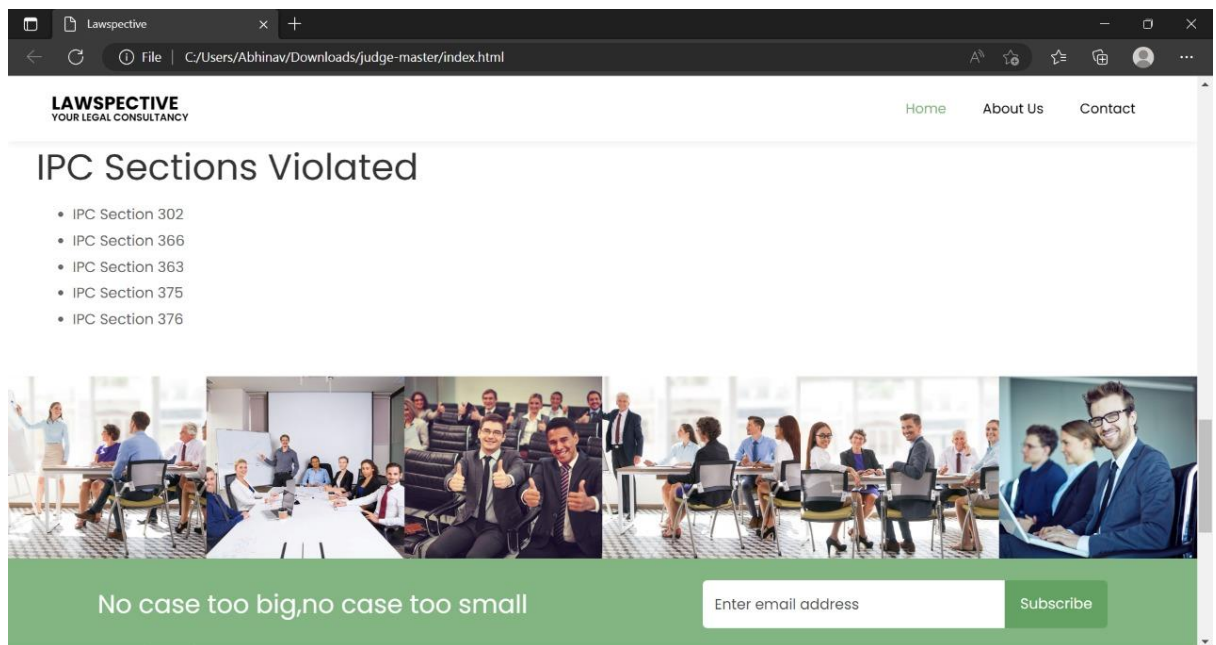 Lawspective
File | C:/Users/Abhinav/Downloads/judge-master/index.html
LAWSPECTIVE
YOUR LEGAL CONSULTANCY
Home About Us Contact
IPC Sections Violated
• IPC Section 302
• IPC Section 366
• IPC Section 363
• IPC Section 375
• IPC Section 376
No case too big,no case too small
Enter email address Subscribe